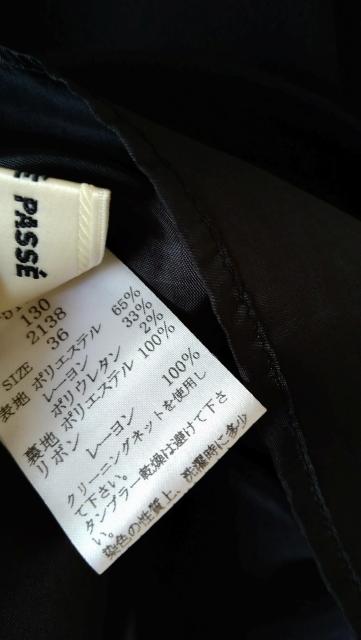 E PASSÉ
130
2138
SIZE 36
表地 ポリエステル 65%
レーヨン 33%
ポリウレタン 2%
裏地 ポリエステル 100%
リボン レーヨン 100%
クリーニングネットを使用し
て下さい。
タンブラー乾燥は避けて下さ
い。
染色の性質上、洗濯時に多少